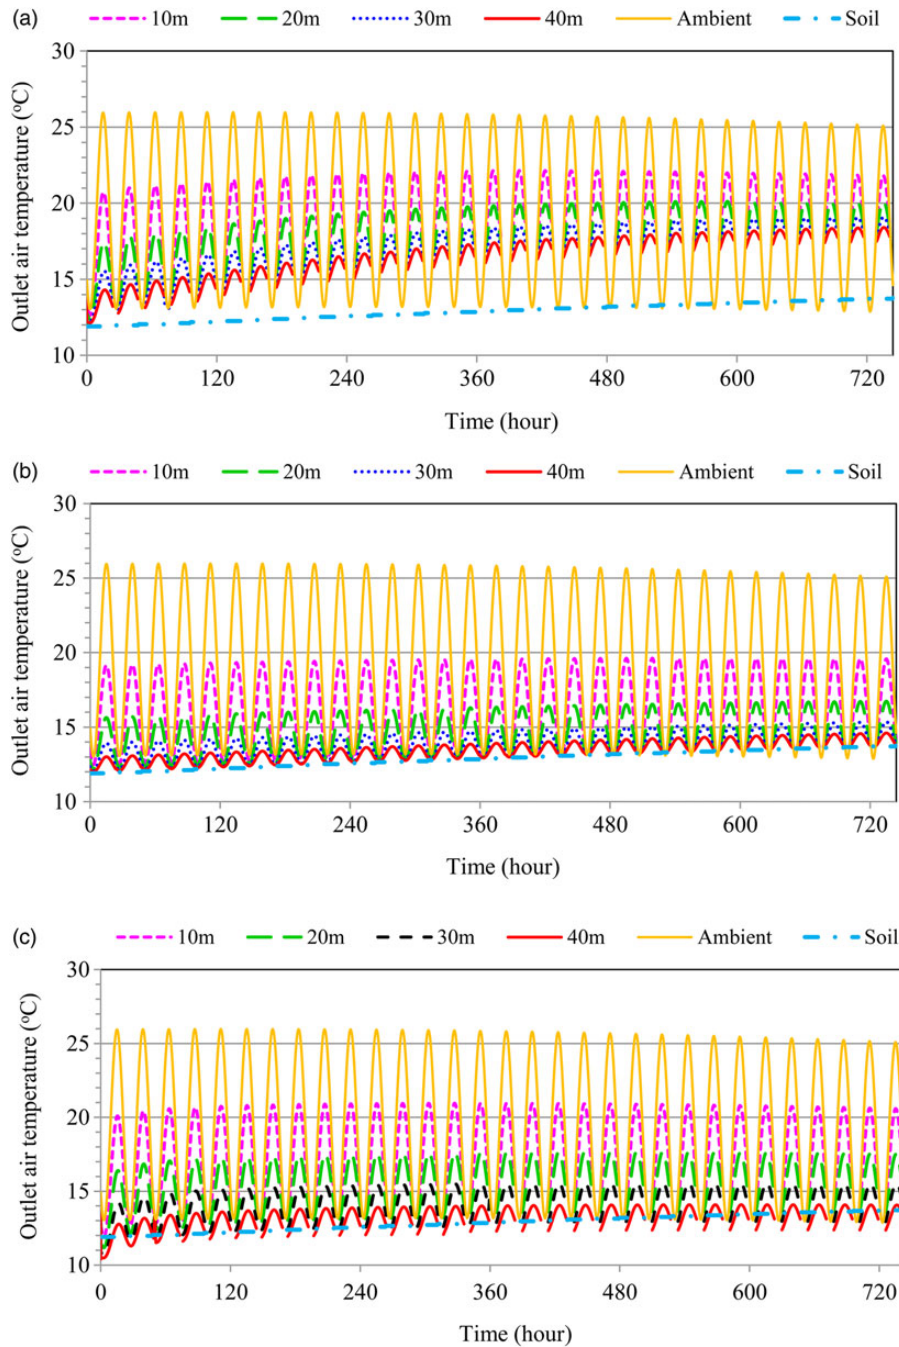 (a) 10m 20m 30m 40m Ambient Soil
30
25
20
15
10
Outlet air temperature (°C)
0 120 240 360 480 600 720
Time (hour)
(b) 10m 20m 30m 40m Ambient Soil
30
25
20
15
10
Outlet air temperature (°C)
0 120 240 360 480 600 720
Time (hour)
(c) 10m 20m 30m 40m Ambient Soil
30
25
20
15
10
Outlet air temperature (°C)
0 120 240 360 480 600 720
Time (hour)